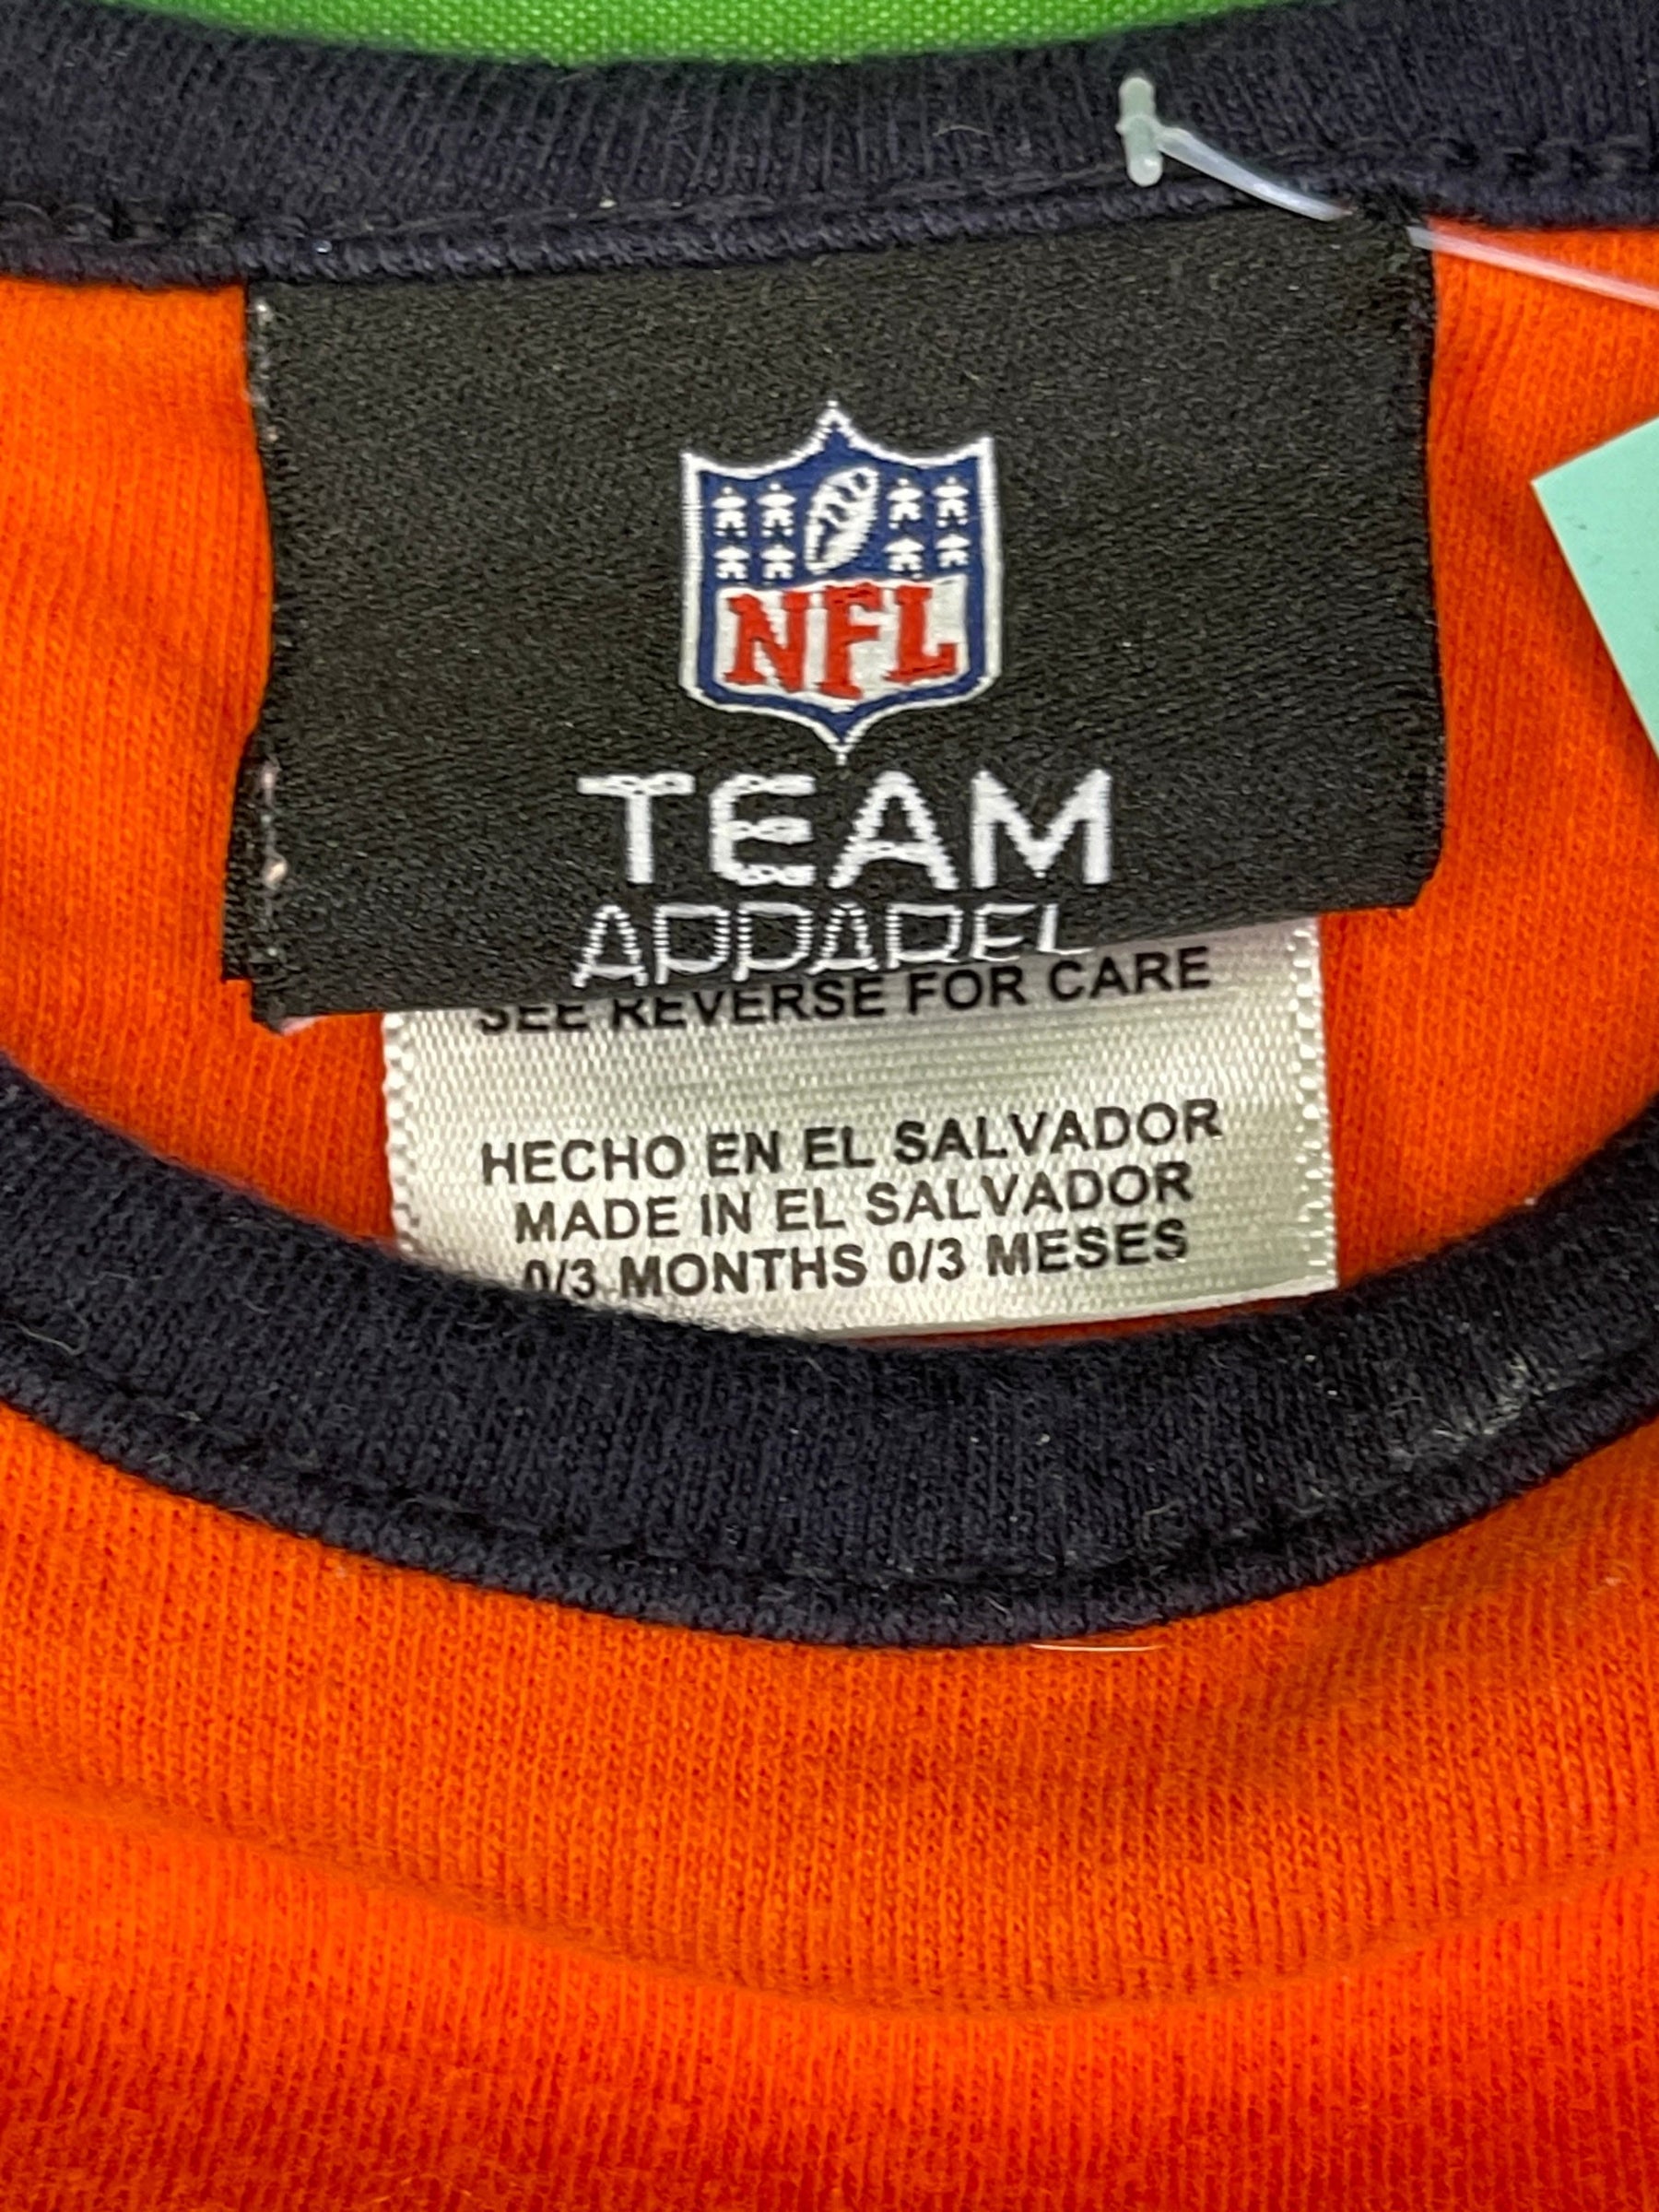 NFL
TEAM
APPAREL
SEE REVERSE FOR CARE
HECHO EN EL SALVADOR
MADE IN EL SALVADOR
0/3 MONTHS 0/3 MESES